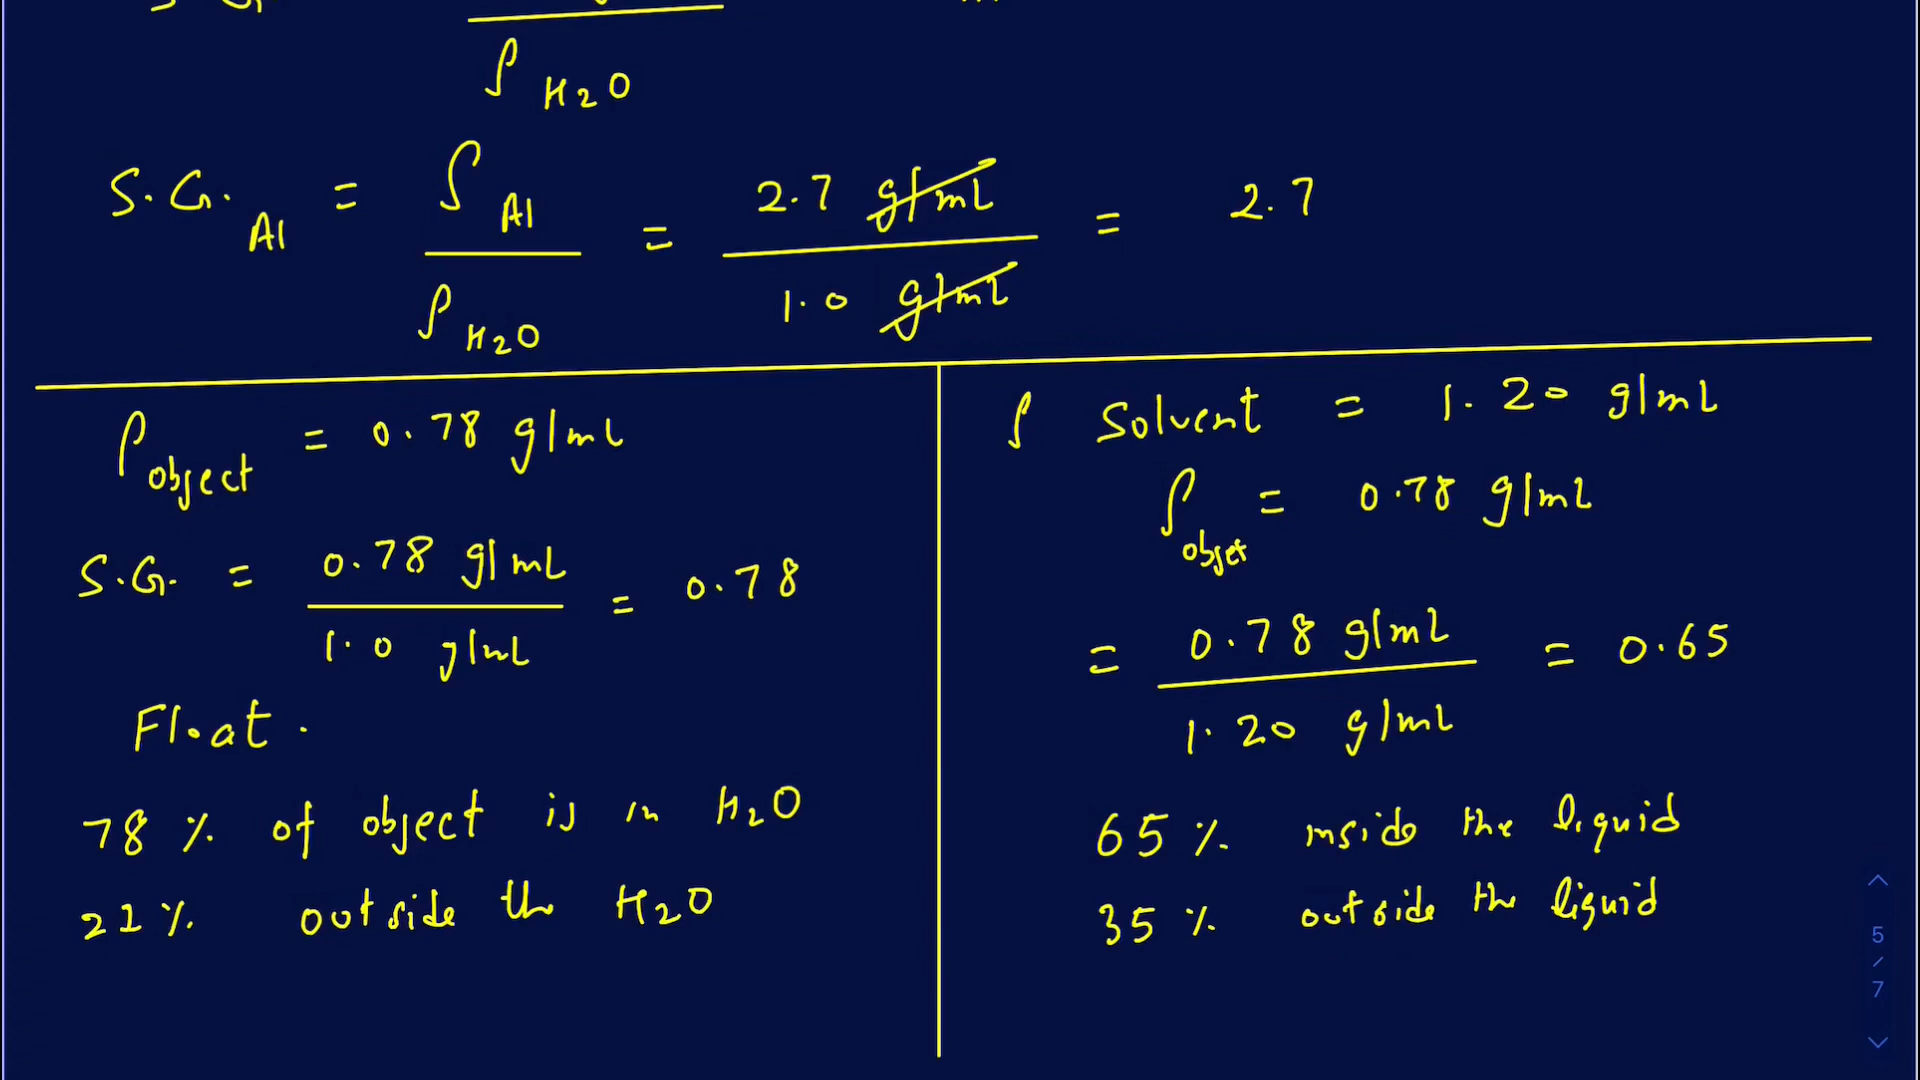 ρ H2O
S.G. Al = ρ Al / ρ H2O = 2.7 g/mL / 1.0 g/mL = 2.7
ρ object = 0.78 g/mL
S.G. = 0.78 g/mL / 1.0 g/mL = 0.78
Float.
78 % of object is in H2O
22 % outside the H2O
ρ Solvent = 1.20 g/mL
ρ objet = 0.78 g/mL
= 0.78 g/mL / 1.20 g/mL = 0.65
65 % inside the liquid
35 % outside the liquid
5
/
7